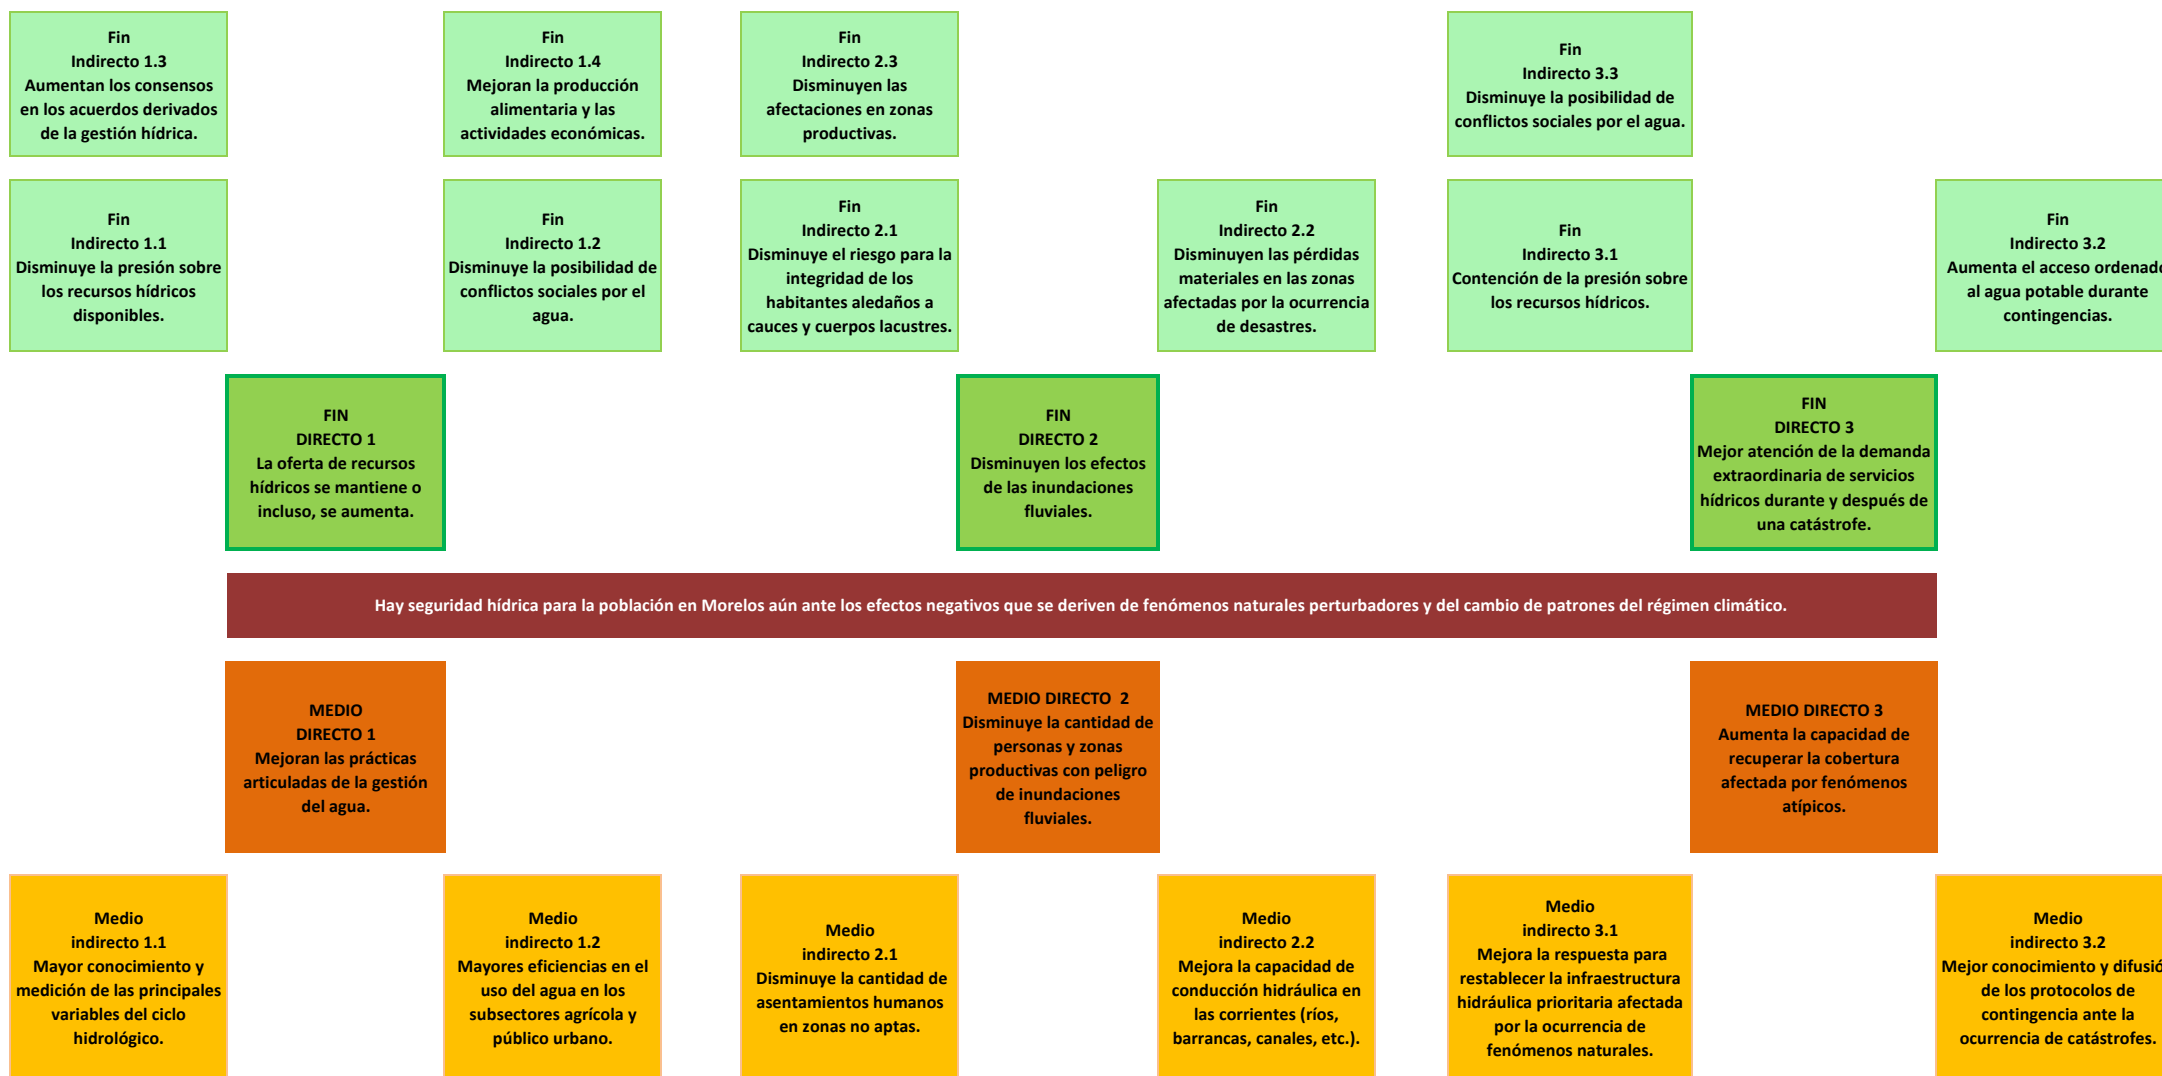 Fin
Indirecto 1.3
Aumentan los consensos
en los acuerdos derivados
de la gestión hídrica.
Fin
Indirecto 1.4
Mejoran la producción
alimentaria y las
actividades económicas.
Fin
Indirecto 2.3
Disminuyen las
afectaciones en zonas
productivas.
Fin
Indirecto 3.3
Disminuye la posibilidad de
conflictos sociales por el agua.
Fin
Indirecto 1.1
Disminuye la presión sobre
los recursos hídricos
disponibles.
Fin
Indirecto 1.2
Disminuye la posibilidad de
conflictos sociales por el
agua.
Fin
Indirecto 2.1
Disminuye el riesgo para la
integridad de los
habitantes aledaños a
cauces y cuerpos lacustres.
Fin
Indirecto 2.2
Disminuyen las pérdidas
materiales en las zonas
afectadas por la ocurrencia
de desastres.
Fin
Indirecto 3.1
Contención de la presión sobre
los recursos hídricos.
Fin
Indirecto 3.2
Aumenta el acceso ordenado
al agua potable durante
contingencias.
FIN
DIRECTO 1
La oferta de recursos
hídricos se mantiene o
incluso, se aumenta.
FIN
DIRECTO 2
Disminuyen los efectos
de las inundaciones
fluviales.
FIN
DIRECTO 3
Mejor atención de la demanda
extraordinaria de servicios
hídricos durante y después de
una catástrofe.
Hay seguridad hídrica para la población en Morelos aún ante los efectos negativos que se deriven de fenómenos naturales perturbadores y del cambio de patrones del régimen climático.
MEDIO
DIRECTO 1
Mejoran las prácticas
articuladas de la gestión
del agua.
MEDIO DIRECTO  2
Disminuye la cantidad de
personas y zonas
productivas con peligro
de inundaciones
fluviales.
MEDIO DIRECTO 3
Aumenta la capacidad de
recuperar la cobertura
afectada por fenómenos
atípicos.
Medio
indirecto 1.1
Mayor conocimiento y
medición de las principales
variables del ciclo
hidrológico.
Medio
indirecto 1.2
Mayores eficiencias en el
uso del agua en los
subsectores agrícola y
público urbano.
Medio
indirecto 2.1
Disminuye la cantidad de
asentamientos humanos
en zonas no aptas.
Medio
indirecto 2.2
Mejora la capacidad de
conducción hidráulica en
las corrientes (ríos,
barrancas, canales, etc.).
Medio
indirecto 3.1
Mejora la respuesta para
restablecer la infraestructura
hidráulica prioritaria afectada
por la ocurrencia de
fenómenos naturales.
Medio
indirecto 3.2
Mejor conocimiento y difusió
de los protocolos de
contingencia ante la
ocurrencia de catástrofes.